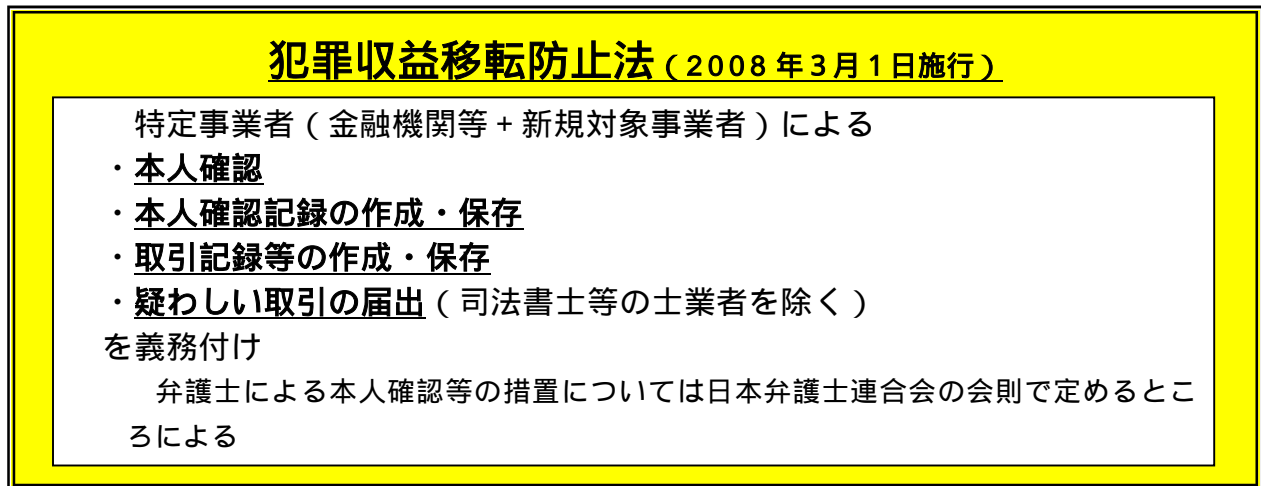 犯罪収益移転防止法(2008年3月1日施行)
特定事業者(金融機関等+新規対象事業者)による
・本人確認
・本人確認記録の作成・保存
・取引記録等の作成・保存
・疑わしい取引の届出(司法書士等の士業者を除く)
を義務付け
弁護士による本人確認等の措置については日本弁護士連合会の会則で定めるとこ
ろによる